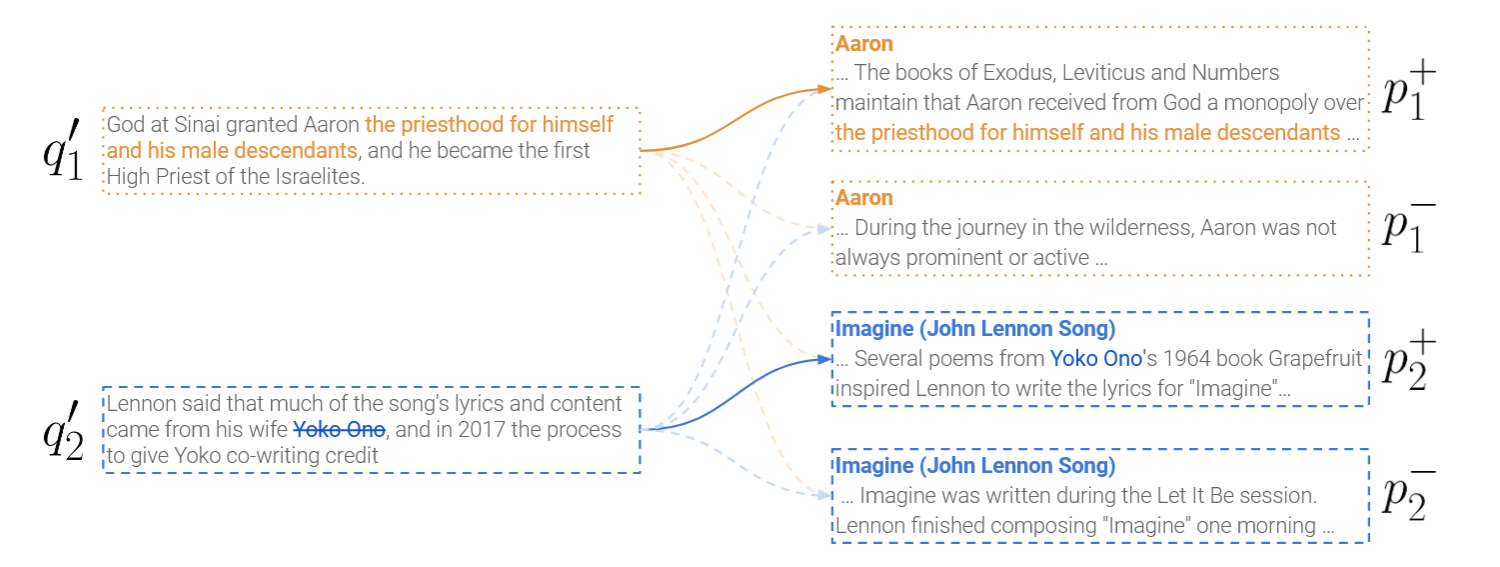 q′₁
God at Sinai granted Aaron the priesthood for himself
and his male descendants, and he became the first
High Priest of the Israelites.
Aaron
... The books of Exodus, Leviticus and Numbers
maintain that Aaron received from God a monopoly over
the priesthood for himself and his male descendants ...
p₁⁺
Aaron
... During the journey in the wilderness, Aaron was not
always prominent or active ...
p₁⁻
q′₂
Lennon said that much of the song's lyrics and content
came from his wife Yoko Ono, and in 2017 the process
to give Yoko co-writing credit
Imagine (John Lennon Song)
... Several poems from Yoko Ono's 1964 book Grapefruit
inspired Lennon to write the lyrics for "Imagine"...
p₂⁺
Imagine (John Lennon Song)
... Imagine was written during the Let It Be session.
Lennon finished composing "Imagine" one morning ...
p₂⁻